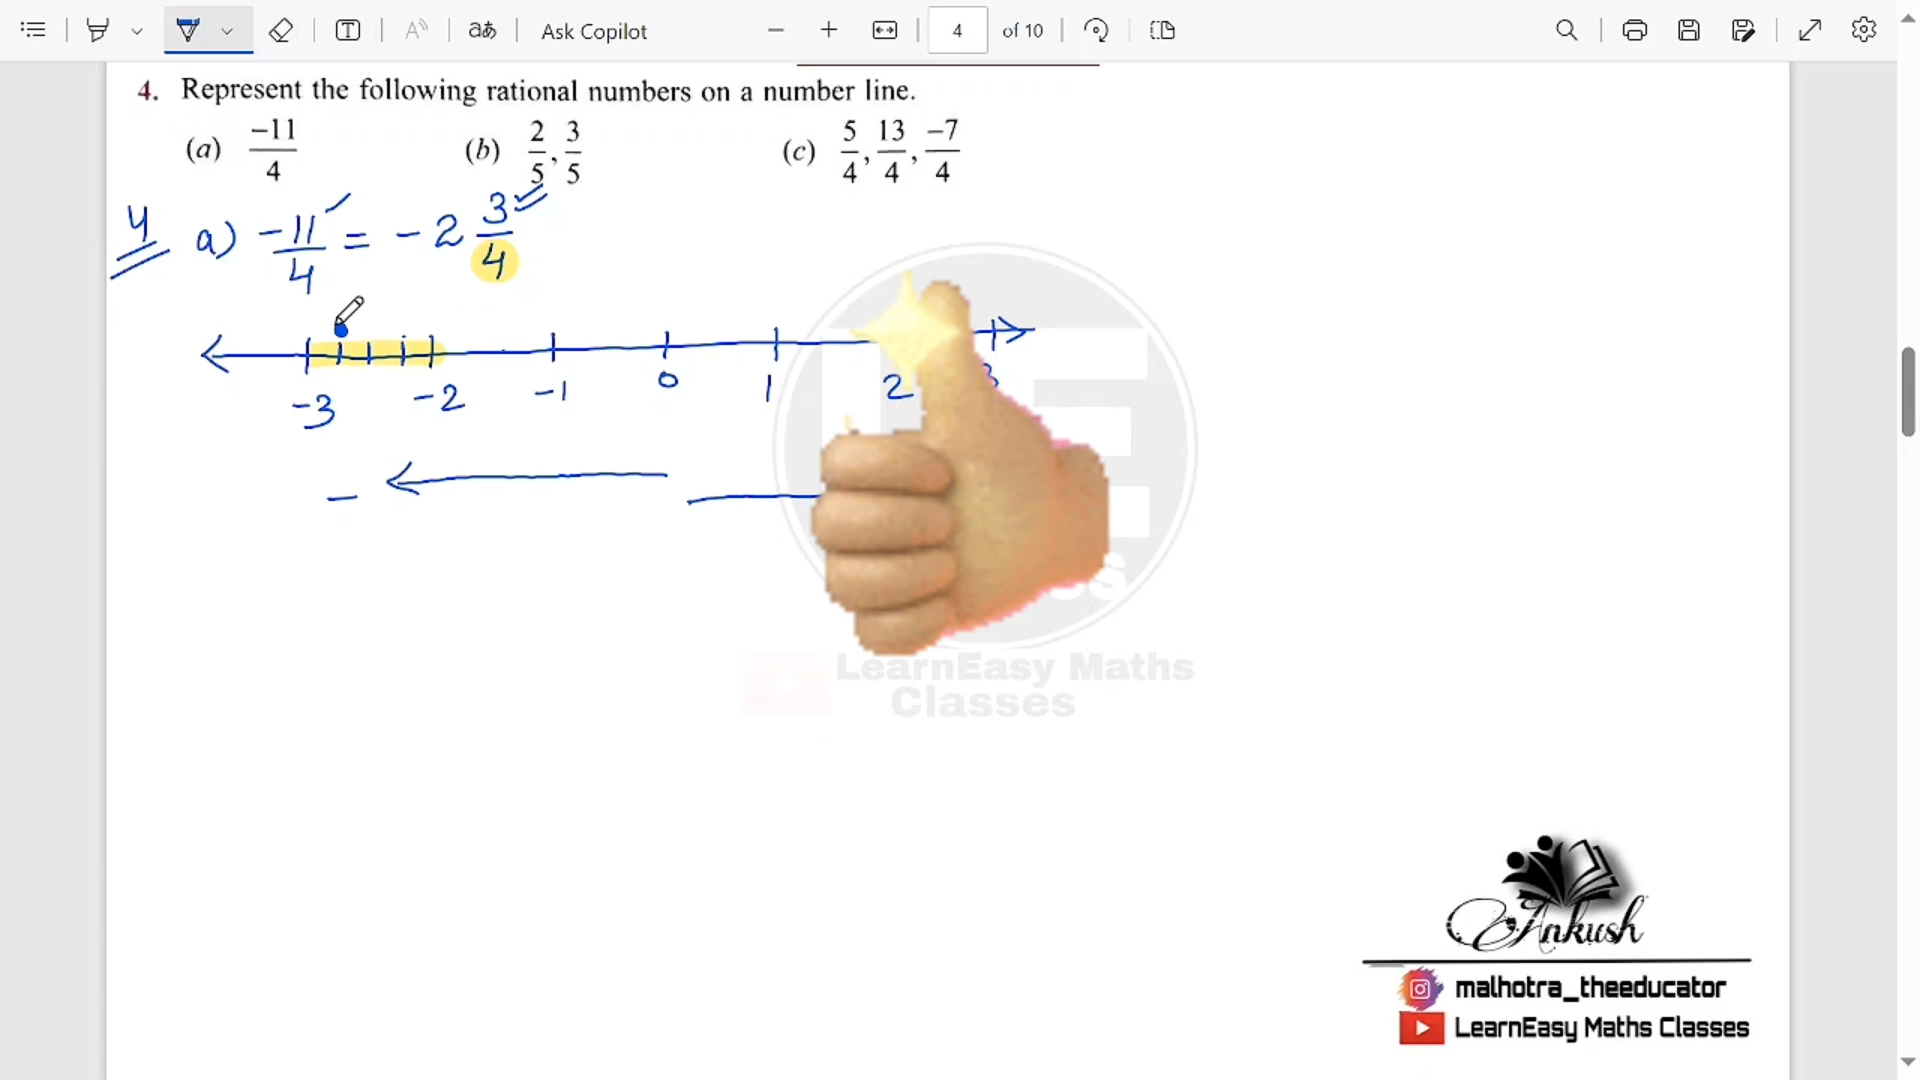 Ask Copilot 4 of 10
4. Represent the following rational numbers on a number line.
(a) -11/4 (b) 2/5, 3/5 (c) 5/4, 13/4, -7/4
4 a) -11/4 = -2 3/4
-3 -2 -1 0 1 2 3
-
LearnEasy Maths
Classes
Ankush
malhotra_theeducator
LearnEasy Maths Classes